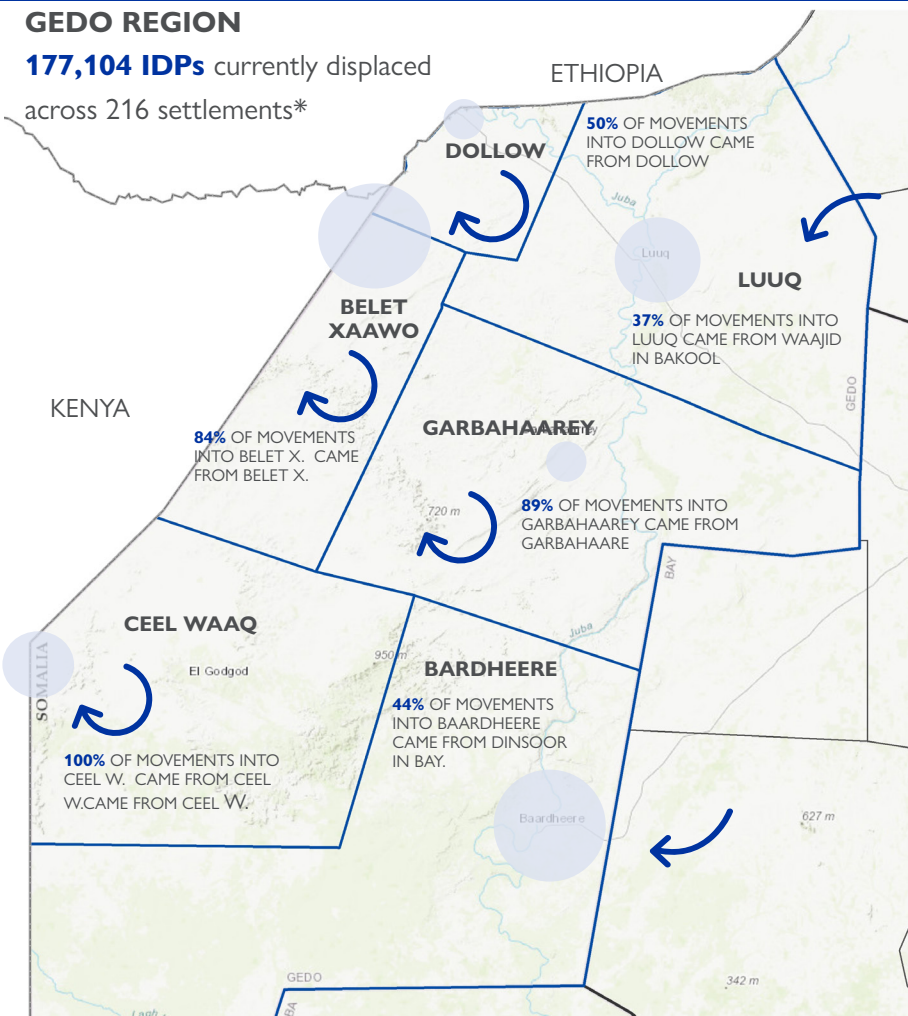 GEDO REGION
177,104 IDPs currently displaced
across 216 settlements*
ETHIOPIA
DOLLOW
50% OF MOVEMENTS
INTO DOLLOW CAME
FROM DOLLOW
Juba
Luuq
LUUQ
37% OF MOVEMENTS INTO
LUUQ CAME FROM WAAJID
IN BAKOOL
BELET
XAAWO
KENYA
84% OF MOVEMENTS
INTO BELET X. CAME
FROM BELET X.
GEDO
GARBAHAAREY
720 m
89% OF MOVEMENTS INTO
GARBAHAAREY CAME FROM
GARBAHAARE
BAY
CEEL WAAQ
El Godgod
SOMALIA
100% OF MOVEMENTS INTO
CEEL W. CAME FROM CEEL
W.CAME FROM CEEL W.
950 m
Juba
BARDHEERE
44% OF MOVEMENTS
INTO BAARDHEERE
CAME FROM DINSOOR
IN BAY.
Baardheere
627 m
342 m
GEDO